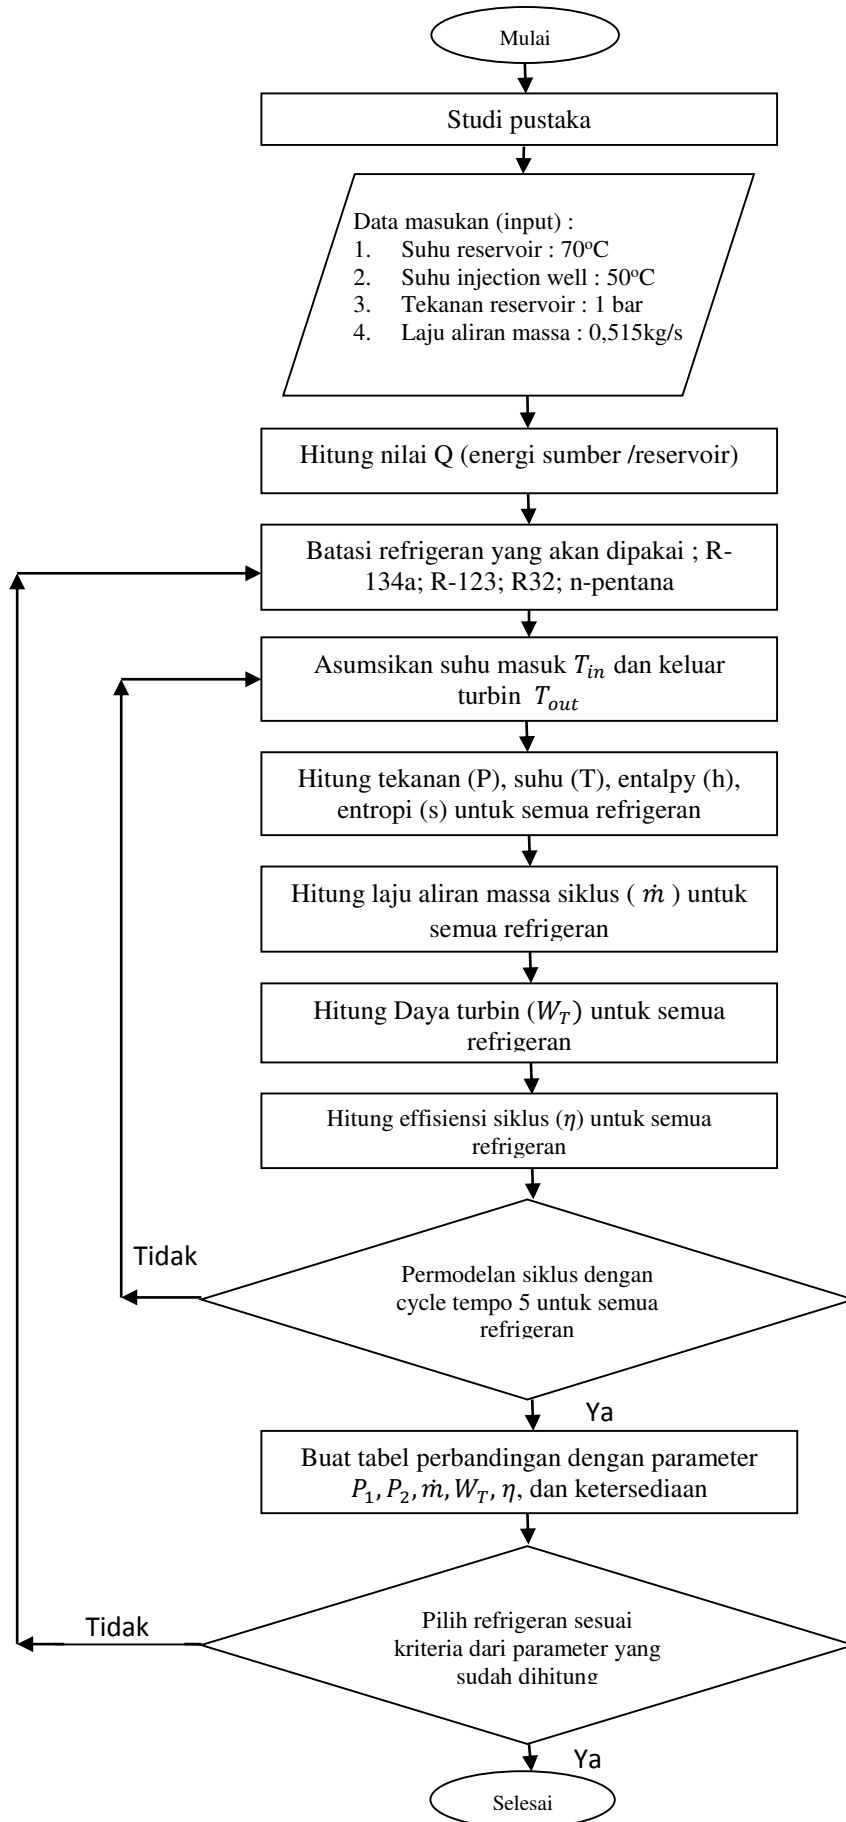 Mulai
Studi pustaka
Data masukan (input) :
1. Suhu reservoir : 70°C
2. Suhu injection well : 50°C
3. Tekanan reservoir : 1 bar
4. Laju aliran massa : 0,515kg/s
Hitung nilai Q (energi sumber /reservoir)
Batasi refrigeran yang akan dipakai ; R-
134a; R-123; R32; n-pentana
Asumsikan suhu masuk T_in dan keluar
turbin T_out
Hitung tekanan (P), suhu (T), entalpy (h),
entropi (s) untuk semua refrigeran
Hitung laju aliran massa siklus ( ṁ ) untuk
semua refrigeran
Hitung Daya turbin (W_T) untuk semua
refrigeran
Hitung effisiensi siklus (η) untuk semua
refrigeran
Tidak
Permodelan siklus dengan
cycle tempo 5 untuk semua
refrigeran
Ya
Buat tabel perbandingan dengan parameter
P_1, P_2, ṁ, W_T, η, dan ketersediaan
Tidak
Pilih refrigeran sesuai
kriteria dari parameter yang
sudah dihitung
Ya
Selesai